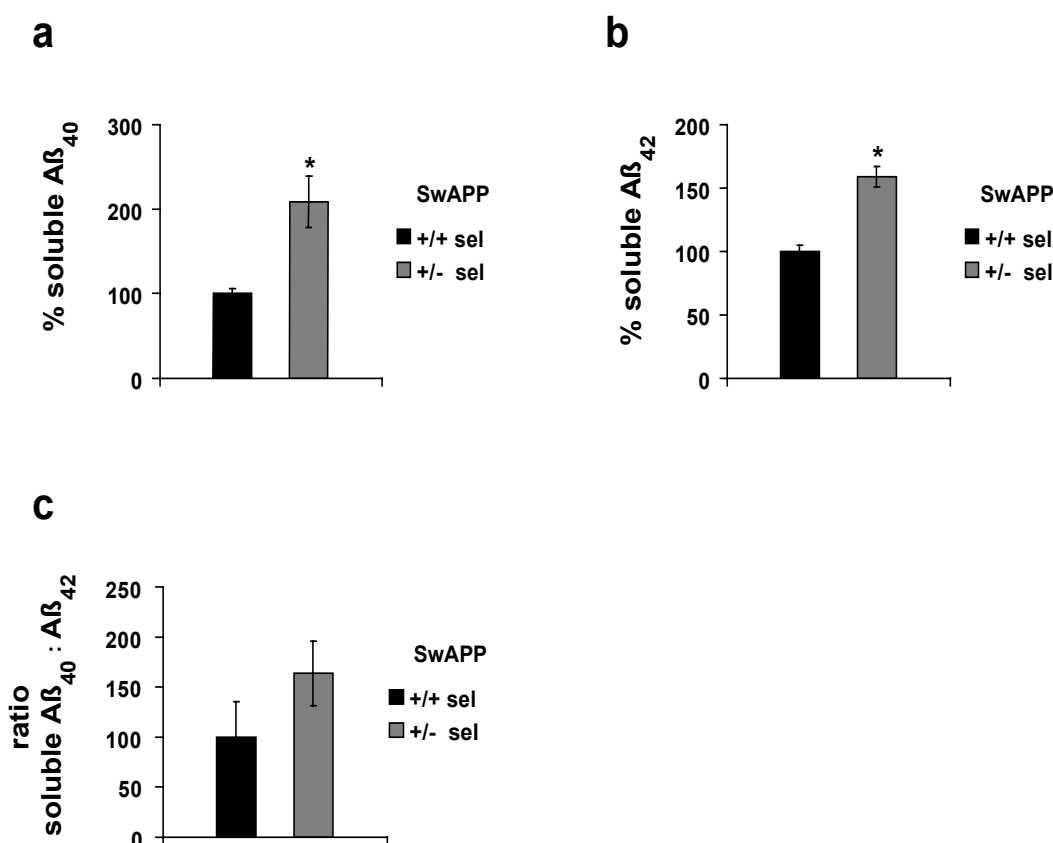 a
% soluble Aß40
300
200
100
0
*
SwAPP
+/+ sel
+/- sel
b
% soluble Aß42
200
150
100
50
0
*
SwAPP
+/+ sel
+/- sel
c
ratio
soluble Aß40 : Aß42
250
200
150
100
50
0
SwAPP
+/+ sel
+/- sel